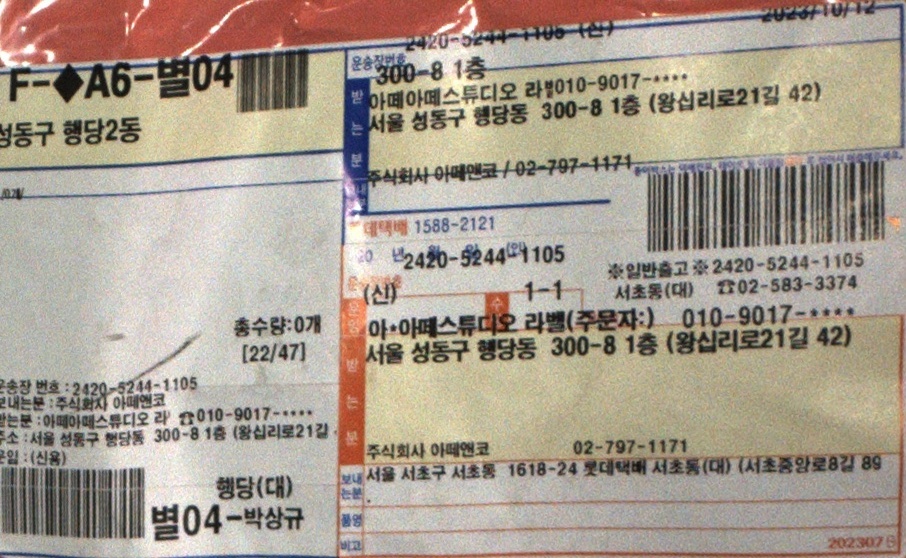 F-◆A6-별04
성동구 행당2동
총수량:0개
[22/47]
운송장 번호 : 2420-5244-1105
보내는분 : 주식회사 아떼앤코
받는분 : 아떼아떼스튜디오 라 ☎010-9017-****
주소 : 서울 성동구 행당동 300-8 1층 (왕십리로21길
운임 : (신용)
행당(대)
별04-박상규
2420-5244-1105 (신)
2023/10/12
운송장번호
300-8 1층
받는분
아떼아떼스튜디오 라벨010-9017-****
서울 성동구 행당동 300-8 1층 (왕십리로21길 42)
주식회사 아떼앤코 / 02-797-1171
데택배 1588-2121
20 년 월 일
2420-5244-1105
※일반출고※2420-5244-1105
서초동(대) ☎02-583-3374
(신)
수
1-1
아*아떼스튜디오 라벨(주문자:) 010-9017-****
서울 성동구 행당동 300-8 1층 (왕십리로21길 42)
받는분
주식회사 아떼앤코 02-797-1171
보내는분
서울 서초구 서초동 1618-24 롯데택배 서초동(대) (서초중앙로8길 89
.
품명
비고
202307